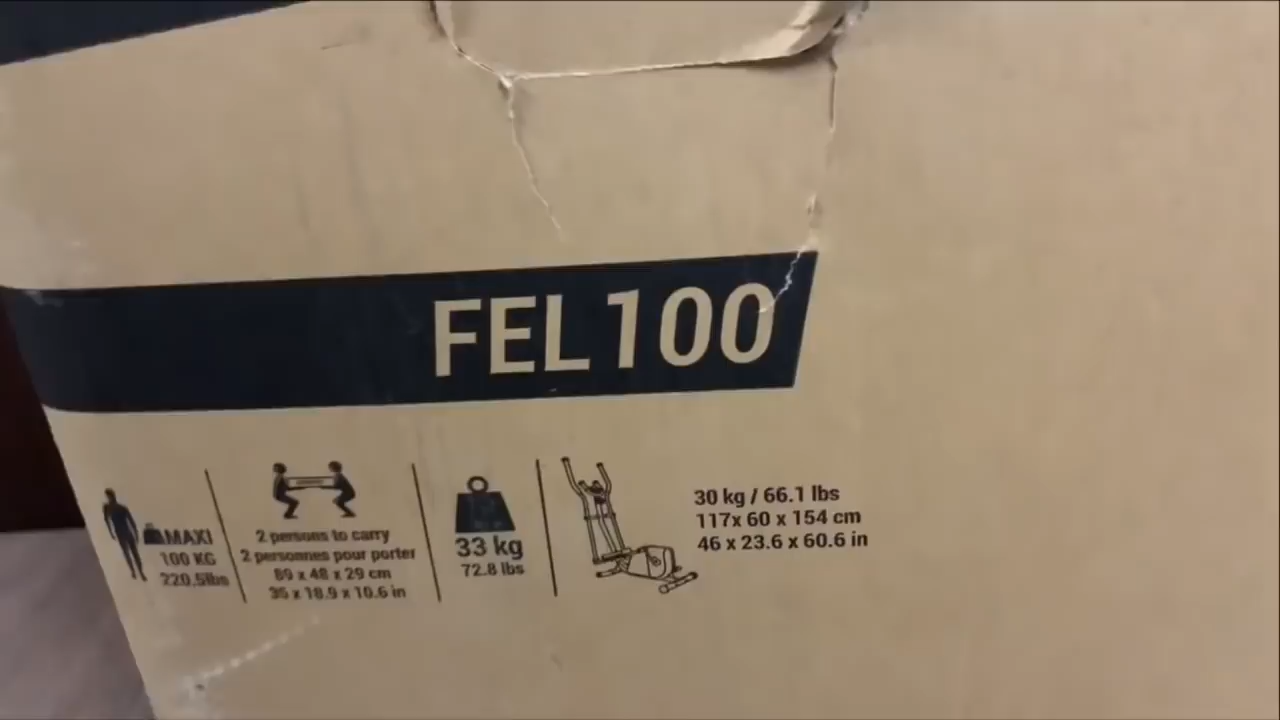 FEL100
MAXI
100 KG
220,5lbs
2 persons to carry
2 personnes pour porter
89 x 48 x 29 cm
35 x 18.9 x 10.6 in
33 kg
72.8 lbs
30 kg / 66.1 lbs
117x 60 x 154 cm
46 x 23.6 x 60.6 in